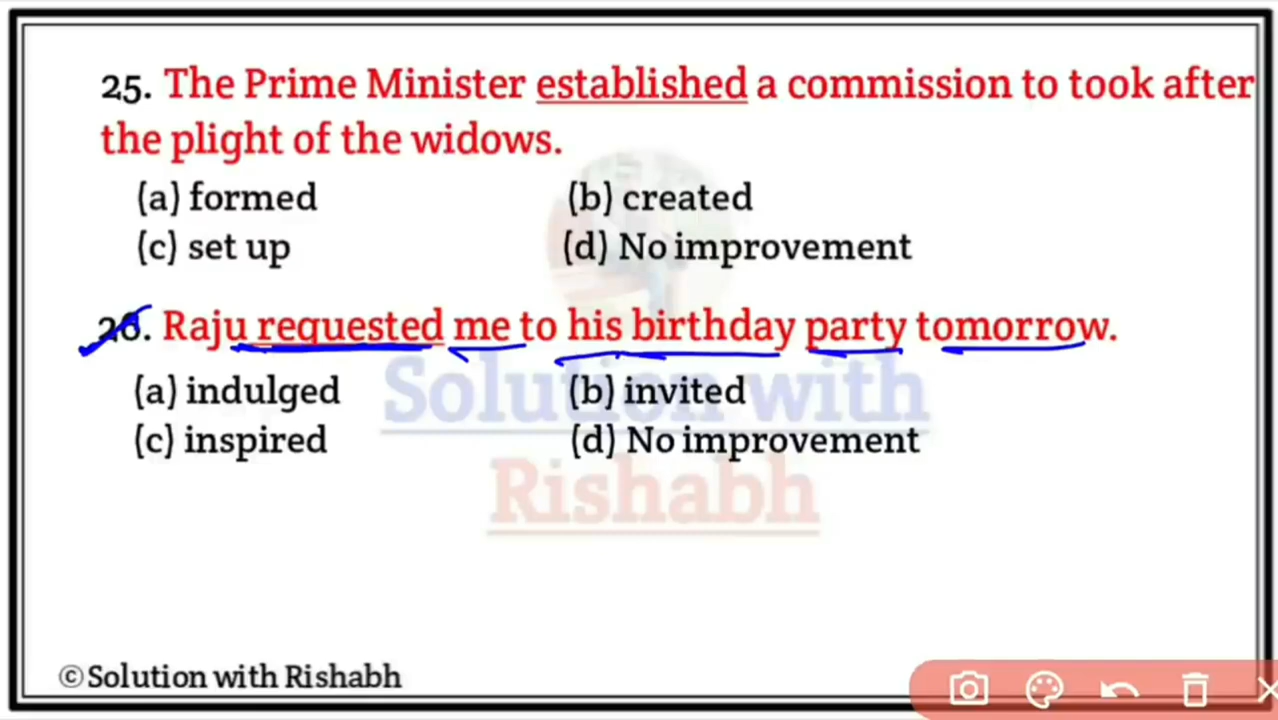 25. The Prime Minister established a commission to took after
the plight of the widows.
(a) formed (b) created
(c) set up (d) No improvement
26. Raju requested me to his birthday party tomorrow.
(a) indulged (b) invited
(c) inspired (d) No improvement
Solution with
Rishabh
©Solution with Rishabh